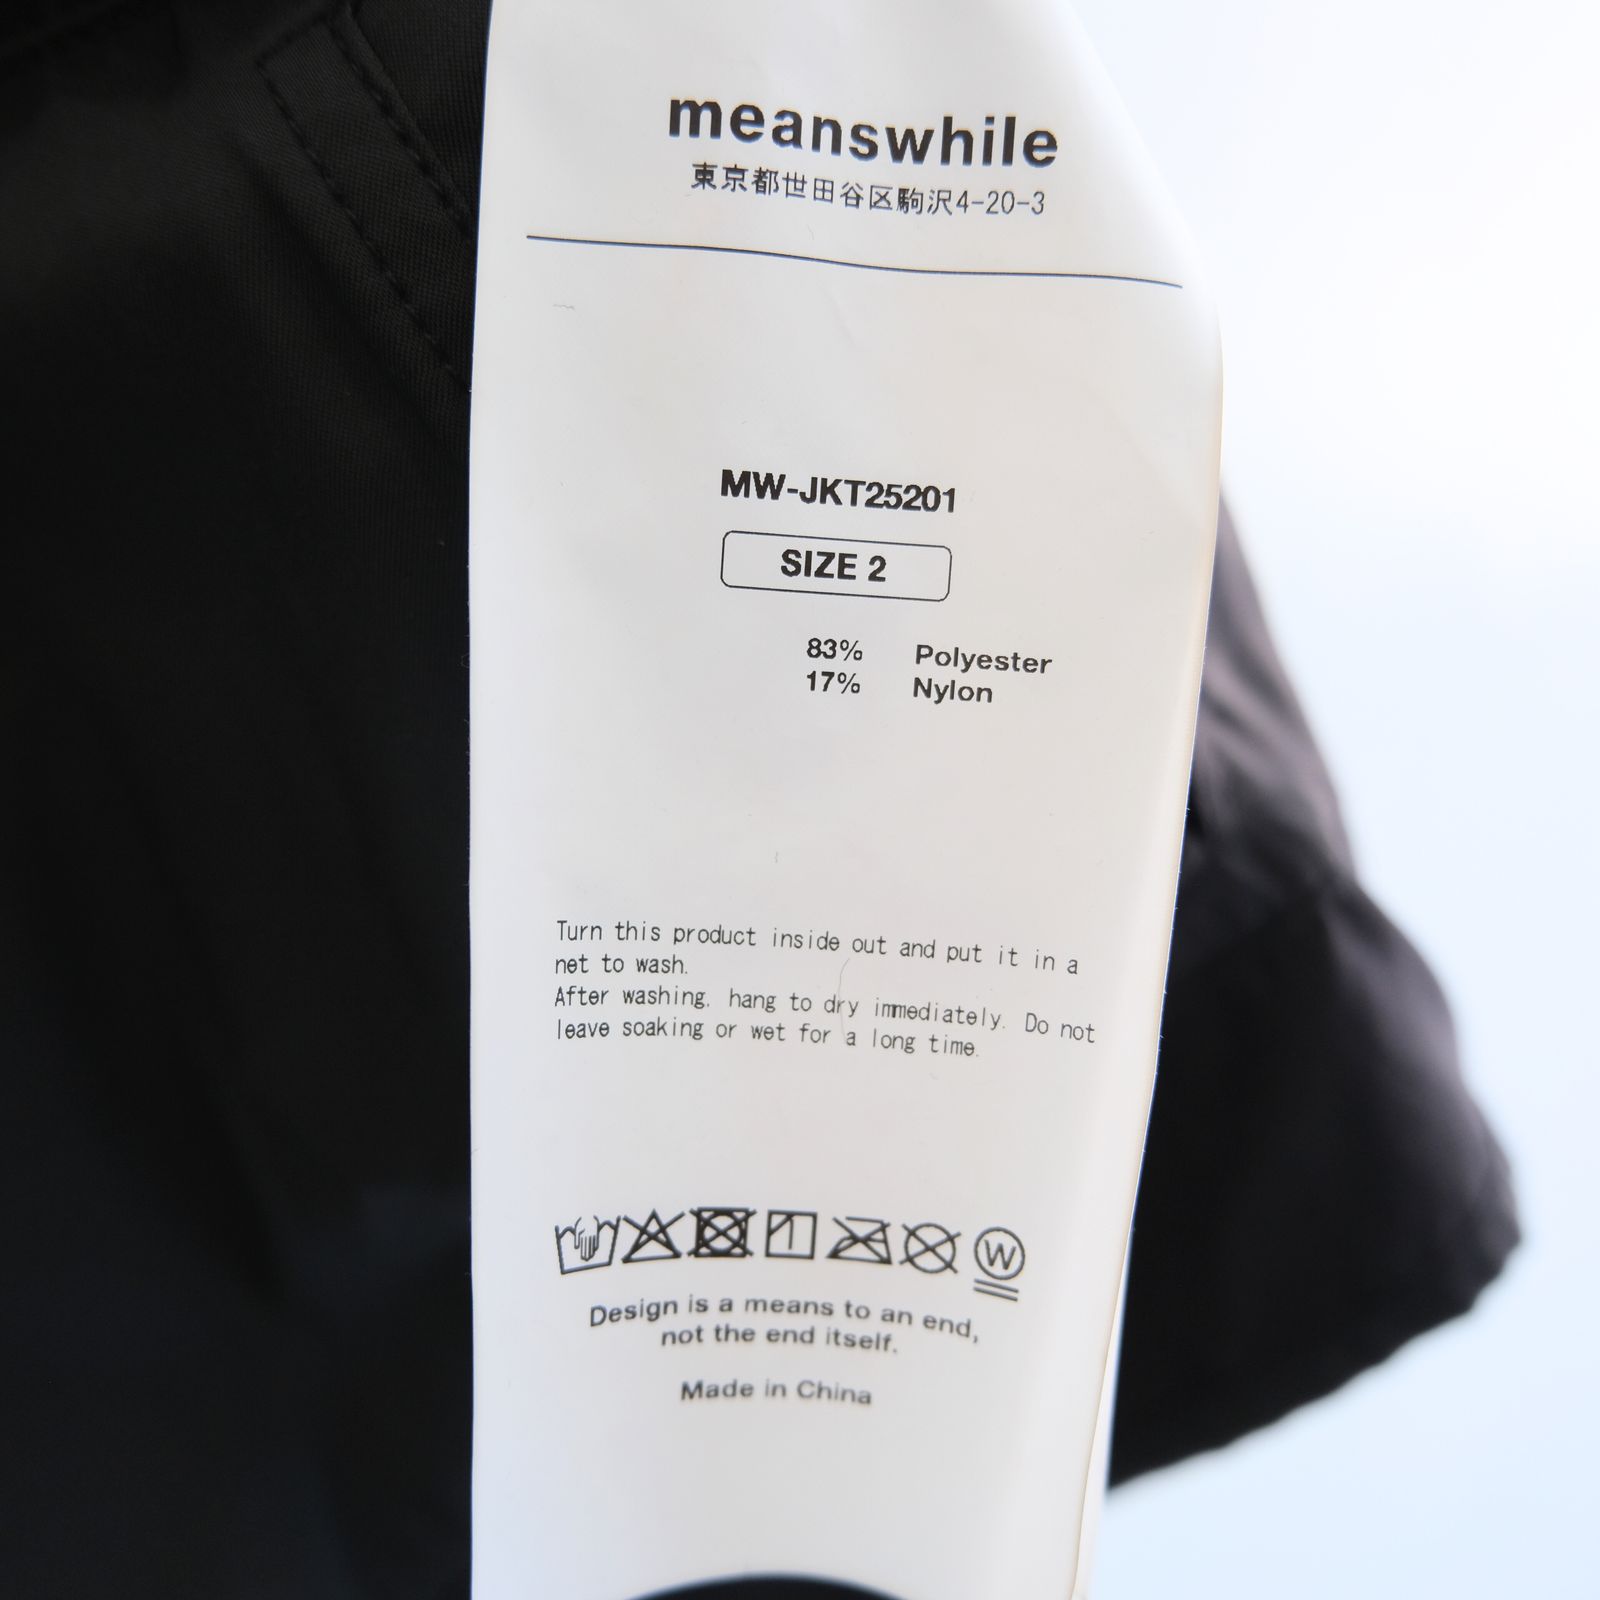 meanswhile
東京都世田谷区駒沢4-20-3
MW-JKT25201
SIZE 2
83% Polyester
17% Nylon
Turn this product inside out and put it in a
net to wash.
After washing, hang to dry immediately. Do not
leave soaking or wet for a long time.
W
Design is a means to an end,
not the end itself.
Made in China